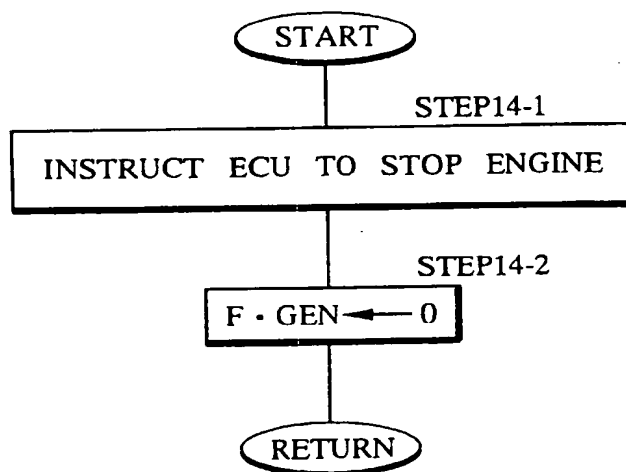 START
STEP14-1
INSTRUCT ECU TO STOP ENGINE
STEP14-2
F・GEN ← 0
RETURN